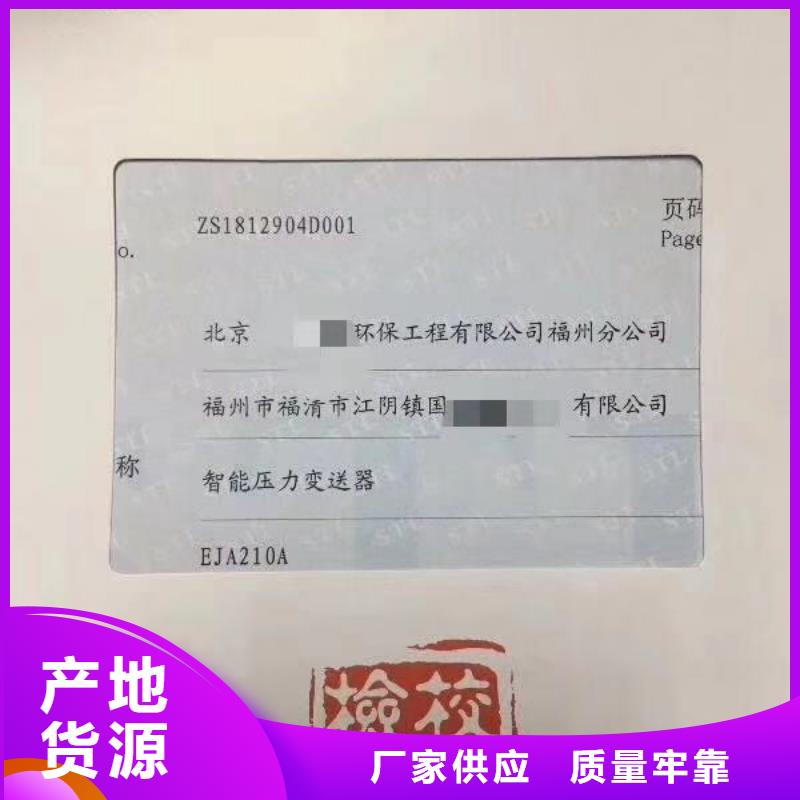 ZS1812904D001
页码
Page
o.
北京 环保工程有限公司福州分公司
福州市福清市江阴镇国 有限公司
称
智能压力变送器
EJA210A
檢校
产地
货源
厂家供应 质量牢靠